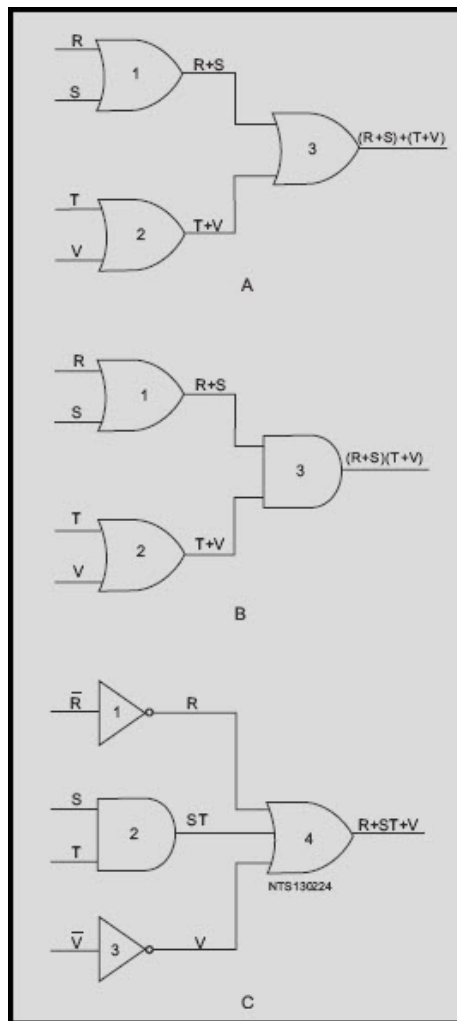 R
1
R+S
S
3
(R+S)+(T+V)
T
2
T+V
V
A
R
1
R+S
S
3
(R+S)(T+V)
T
2
T+V
V
B
R̅
1
R
S
2
ST
T
4
R+ST+V
NTS130224
V̅
3
V
C